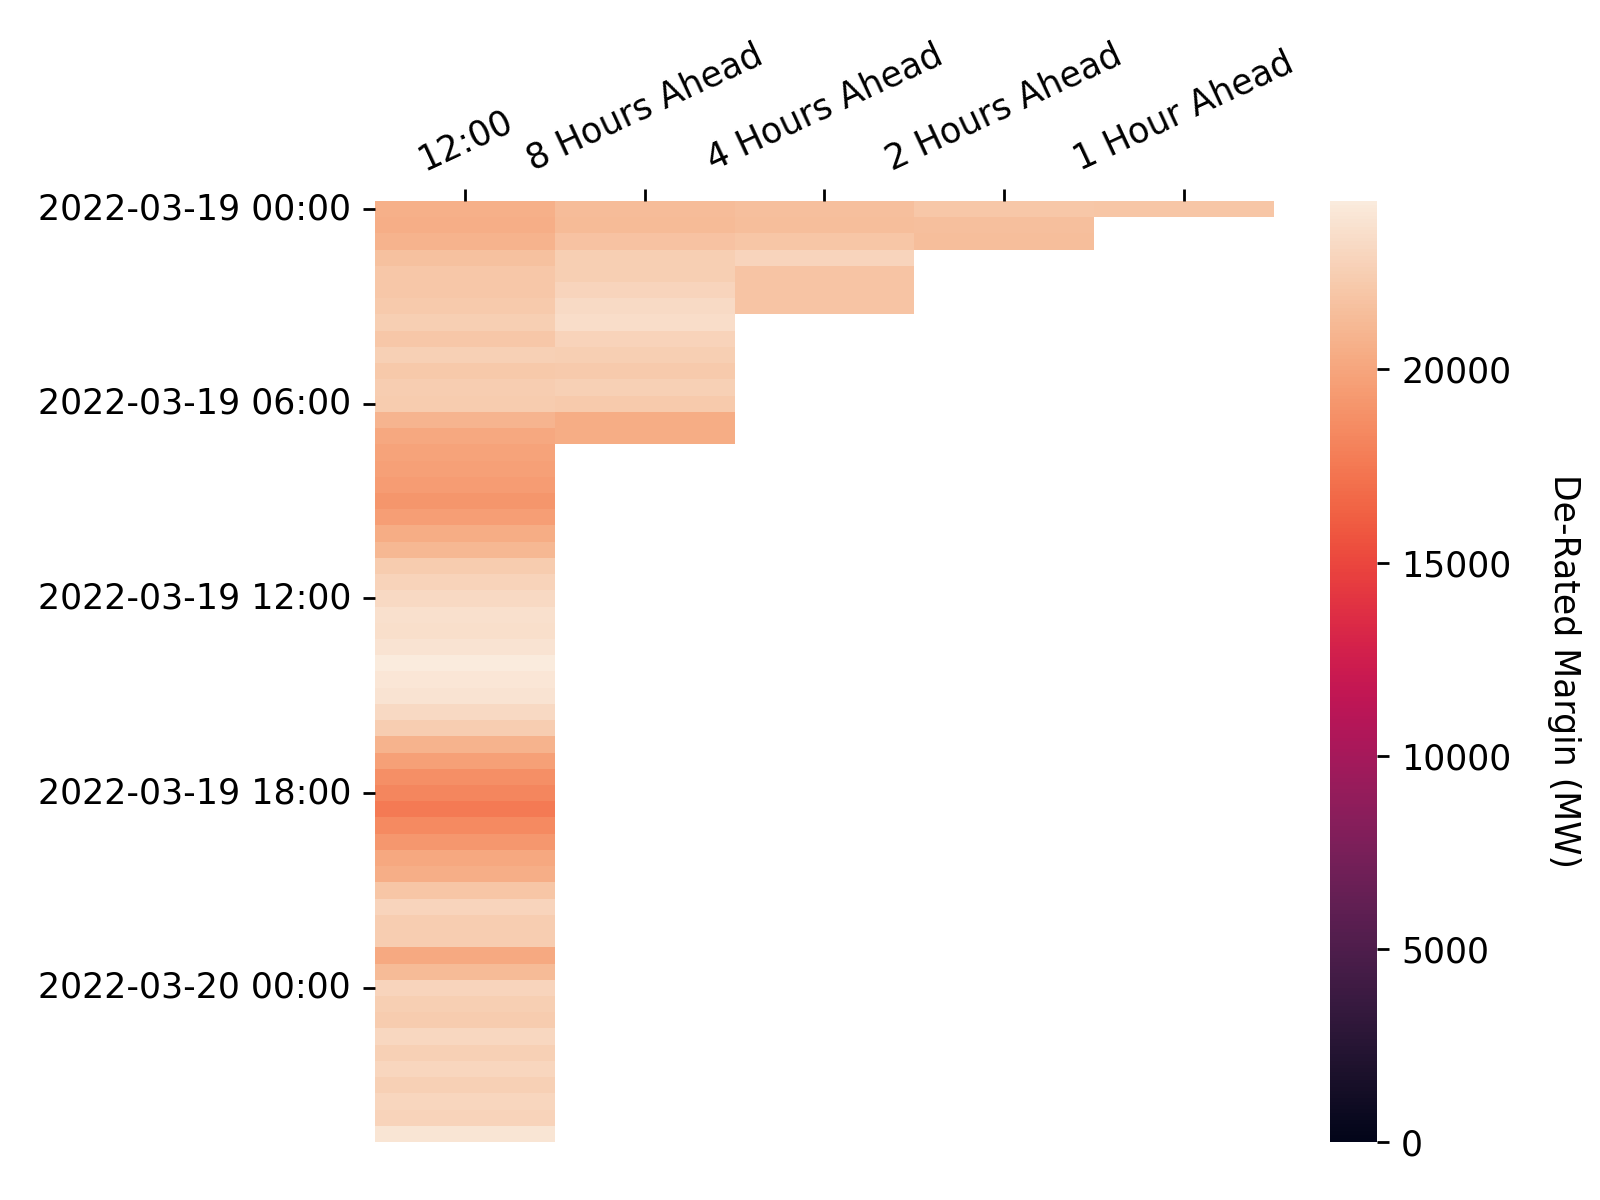 12:00
8 Hours Ahead
4 Hours Ahead
2 Hours Ahead
1 Hour Ahead
2022-03-19 00:00
2022-03-19 06:00
2022-03-19 12:00
2022-03-19 18:00
2022-03-20 00:00
20000
15000
10000
5000
0
De-Rated Margin (MW)